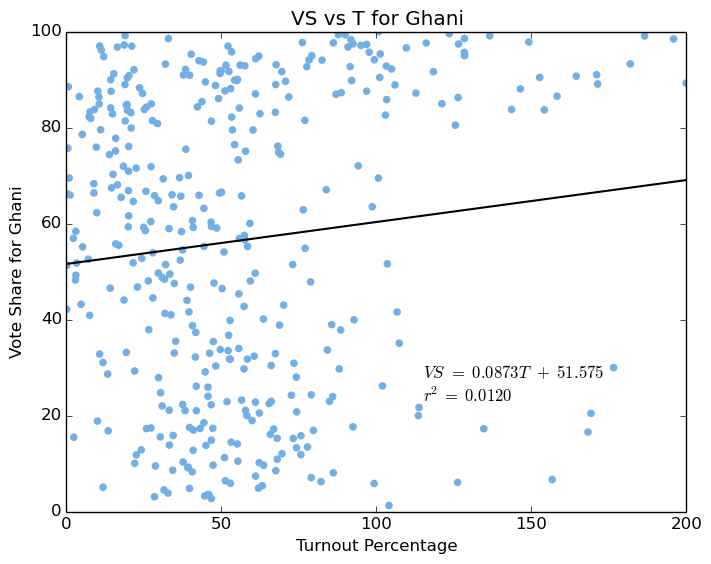 VS vs T for Ghani
100
80
60
40
20
0
Vote Share for Ghani
VS = 0.0873T + 51.575
r² = 0.0120
0 50 100 150 200
Turnout Percentage